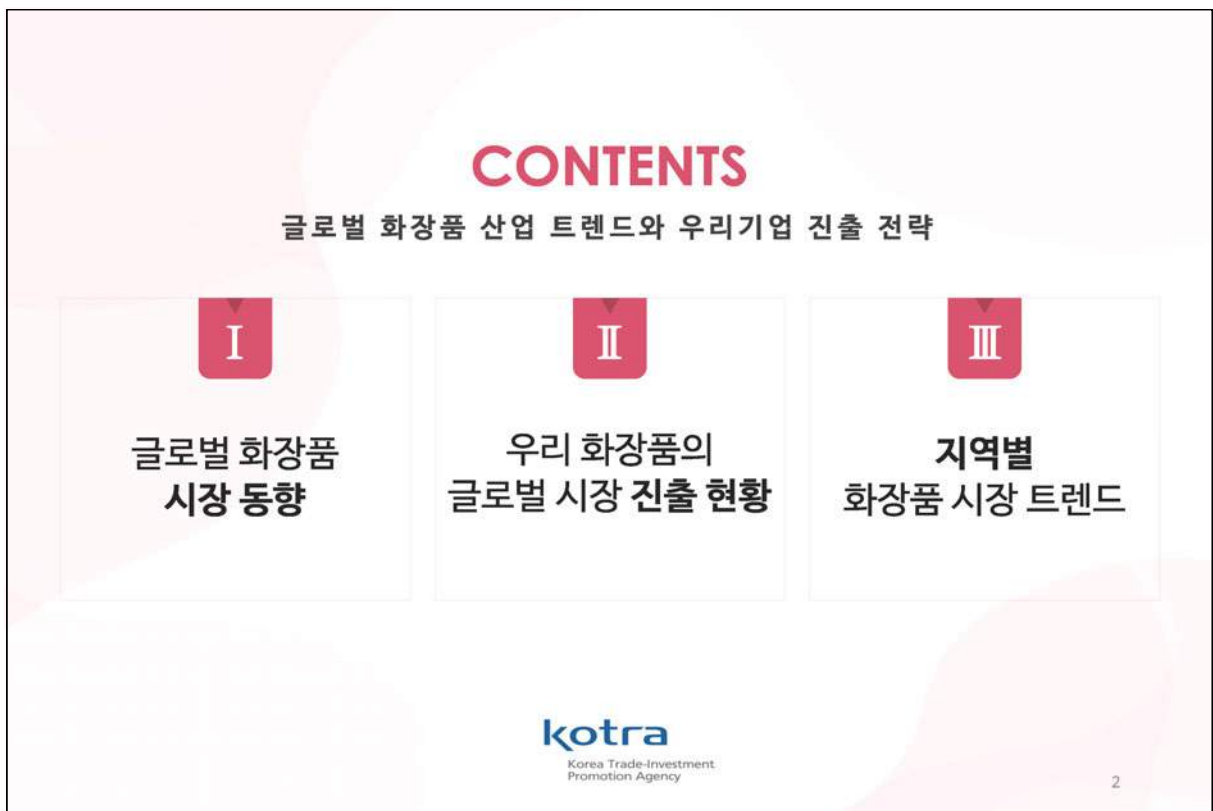 CONTENTS
글로벌 화장품 산업 트렌드와 우리기업 진출 전략
Ⅰ
글로벌 화장품
시장 동향
Ⅱ
우리 화장품의
글로벌 시장 진출 현황
Ⅲ
지역별
화장품 시장 트렌드
kotra
Korea Trade-Investment
Promotion Agency
2